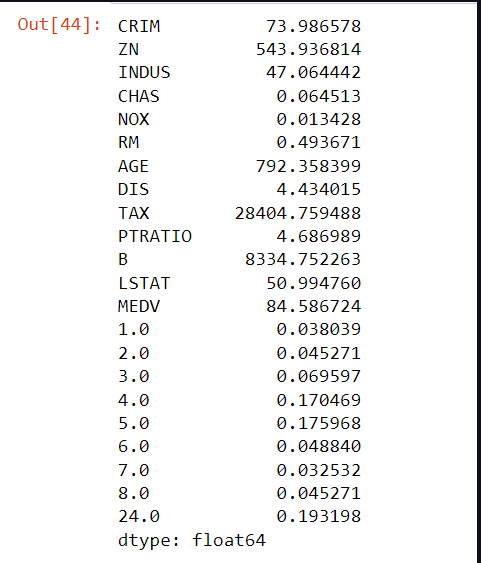 Out[44]: CRIM 73.986578
ZN 543.936814
INDUS 47.064442
CHAS 0.064513
NOX 0.013428
RM 0.493671
AGE 792.358399
DIS 4.434015
TAX 28404.759488
PTRATIO 4.686989
B 8334.752263
LSTAT 50.994760
MEDV 84.586724
1.0 0.038039
2.0 0.045271
3.0 0.069597
4.0 0.170469
5.0 0.175968
6.0 0.048840
7.0 0.032532
8.0 0.045271
24.0 0.193198
dtype: float64